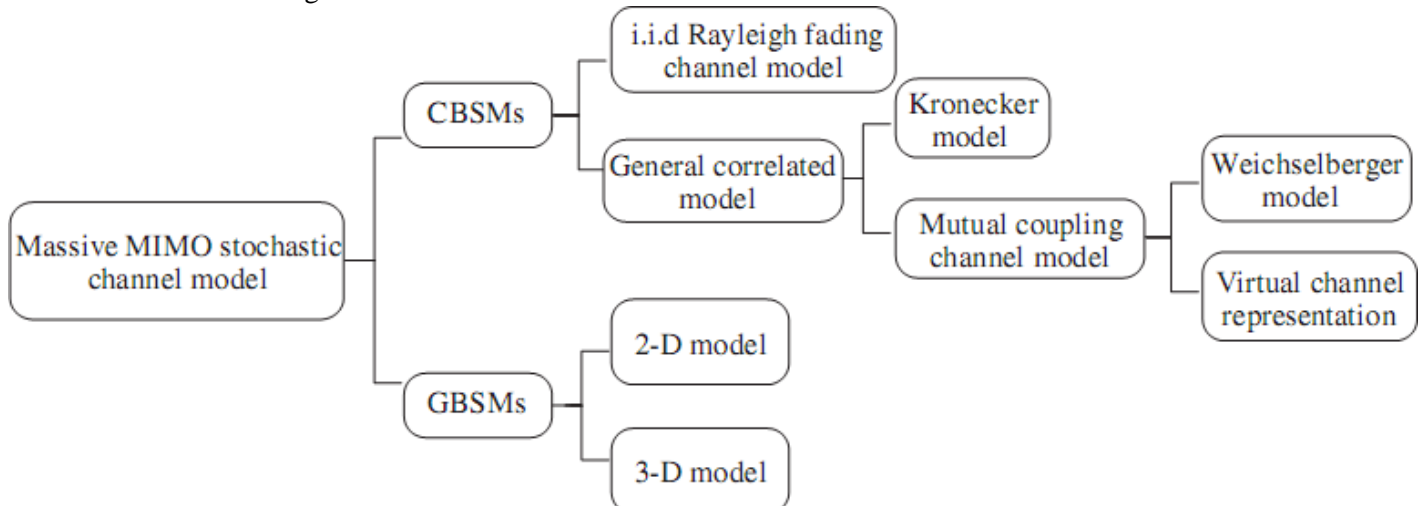 i.i.d Rayleigh fading
channel model
CBSMs
Kronecker
model
General correlated
model
Weichselberger
model
Massive MIMO stochastic
channel model
Mutual coupling
channel model
Virtual channel
representation
2-D model
GBSMs
3-D model